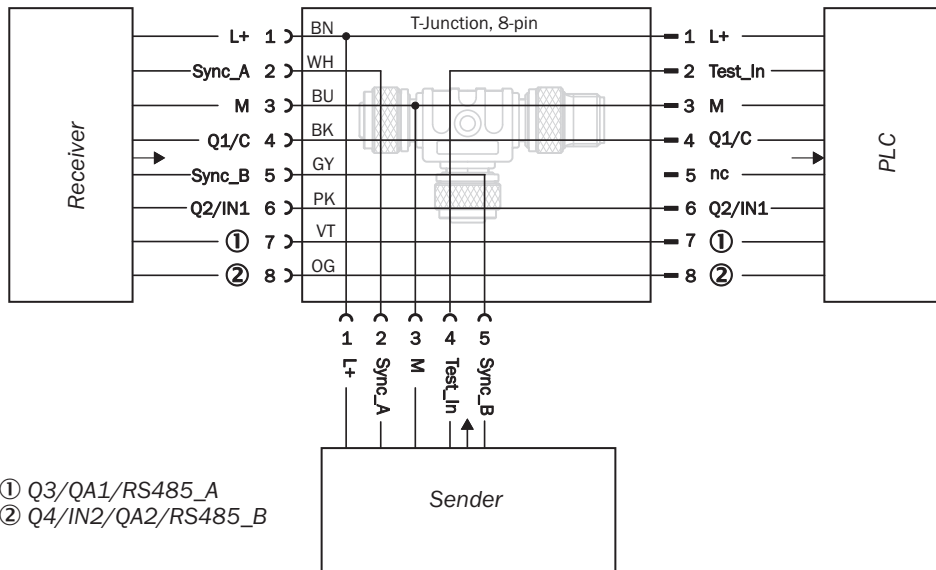 T-Junction, 8-pin
L+ 1 BN 1 L+
Sync_A 2 WH 2 Test_In
M 3 BU 3 M
Q1/C 4 BK 4 Q1/C
Sync_B 5 GY 5 nc
Q2/IN1 6 PK 6 Q2/IN1
① 7 VT 7 ①
② 8 OG 8 ②
Receiver
PLC
1 2 3 4 5
L+ Sync_A M Test_In Sync_B
Sender
① Q3/QA1/RS485_A
② Q4/IN2/QA2/RS485_B